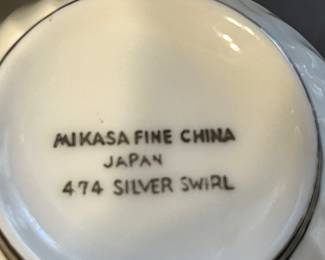 MIKASA FINE CHINA
JAPAN
474 SILVER SWIRL